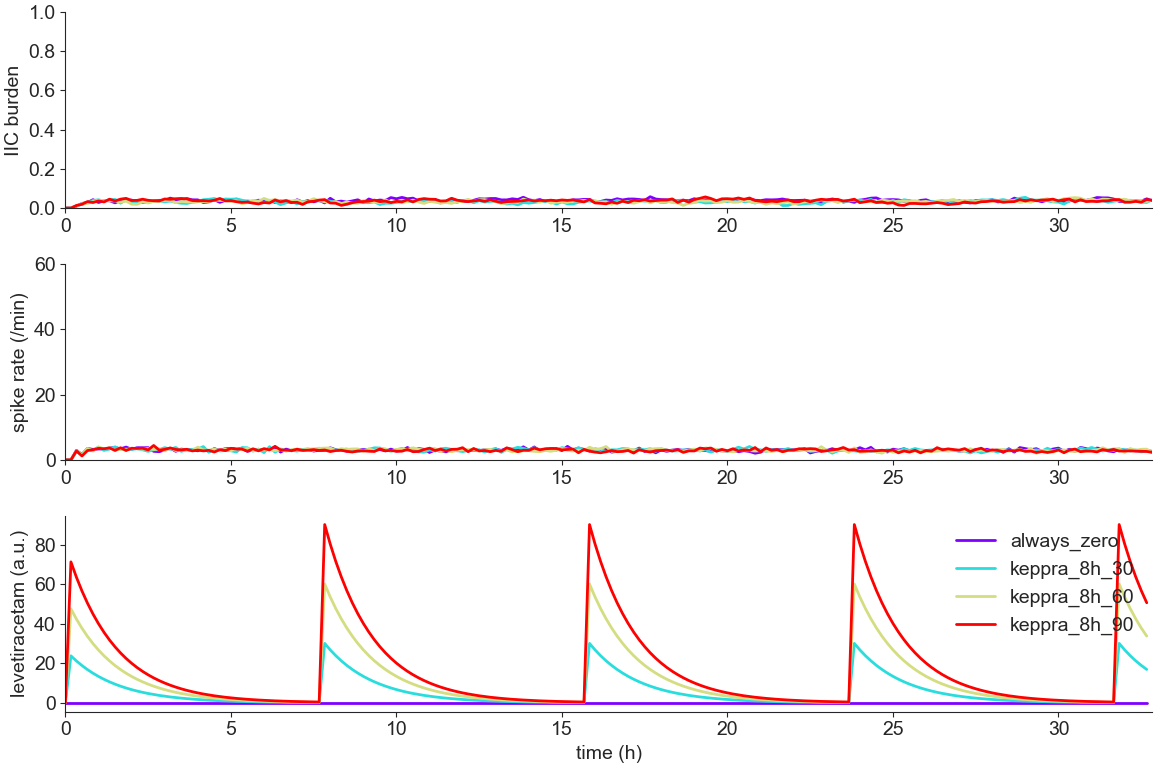 1.0
0.8
0.6
0.4
0.2
0.0
IIC burden
0 5 10 15 20 25 30
60
40
20
0
spike rate (/min)
0 5 10 15 20 25 30
80
60
40
20
0
levetiracetam (a.u.)
always_zero
keppra_8h_30
keppra_8h_60
keppra_8h_90
0 5 10 15 20 25 30
time (h)